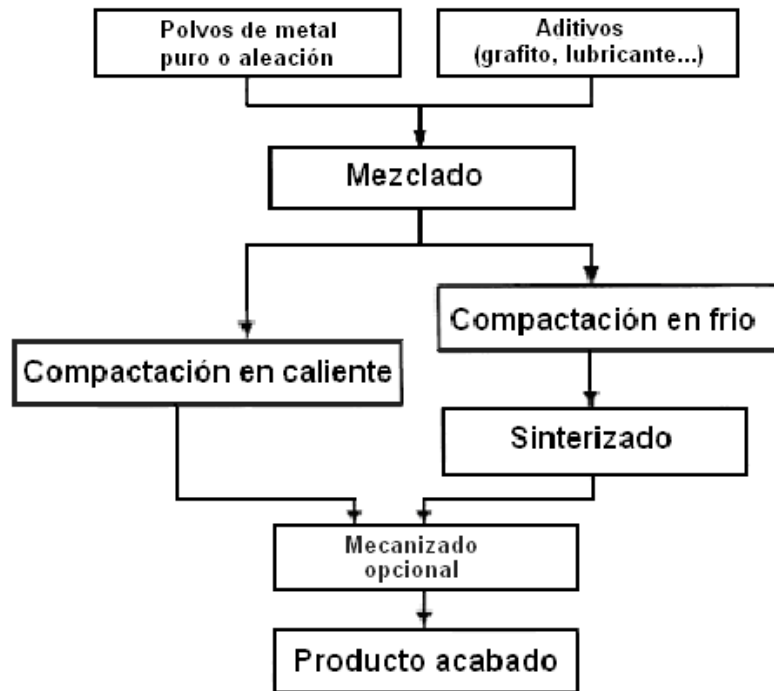 Polvos de metal
puro o aleación
Aditivos
(grafito, lubricante...)
Mezclado
Compactación en frio
Compactación en caliente
Sinterizado
Mecanizado
opcional
Producto acabado